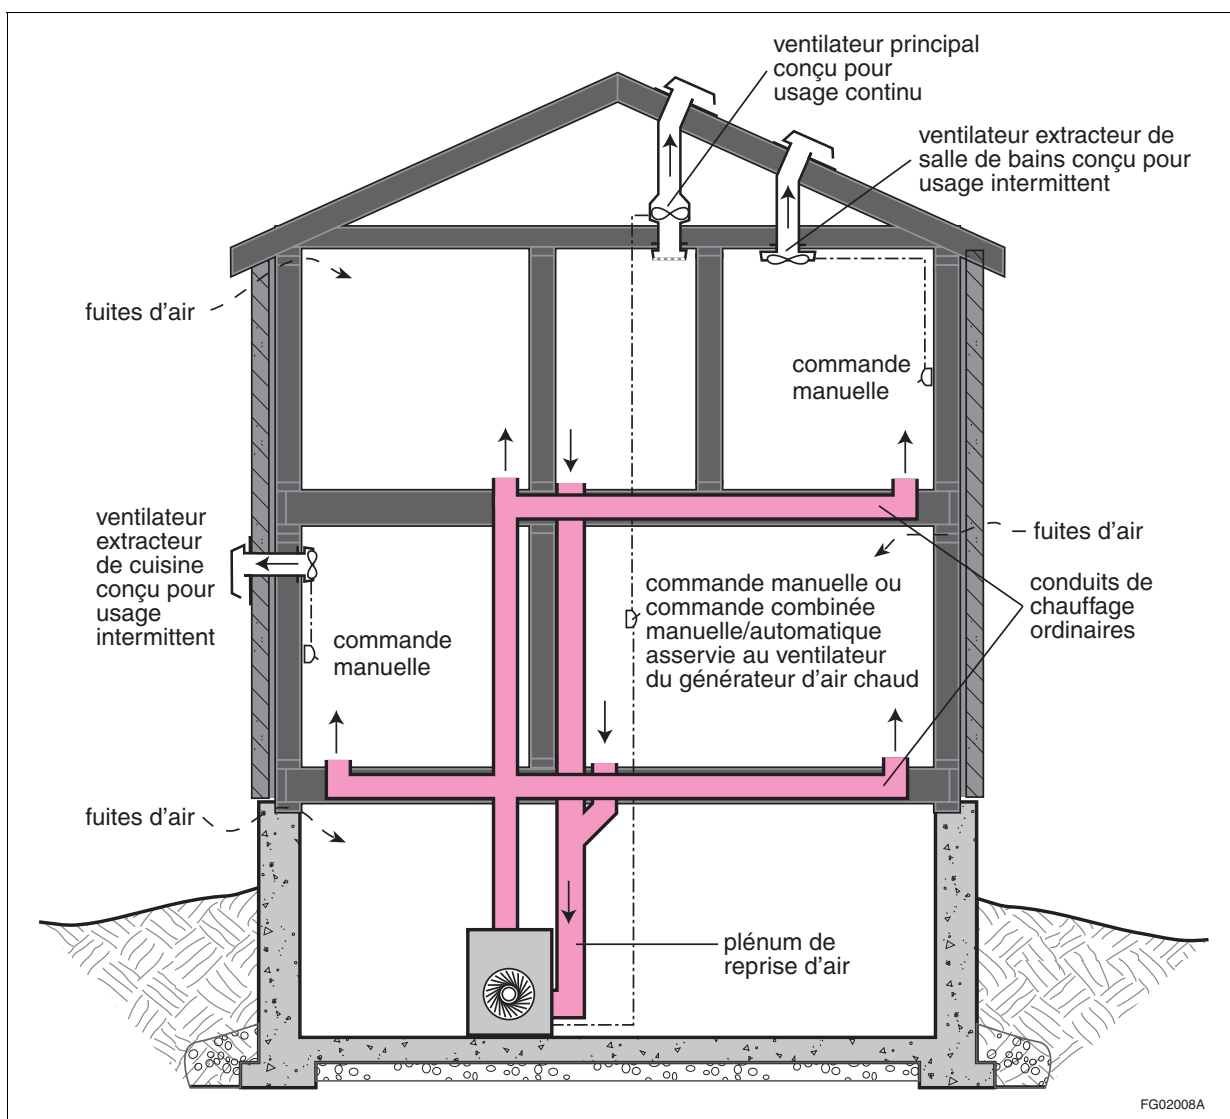 ventilateur principal
conçu pour
usage continu
ventilateur extracteur de
salle de bains conçu pour
usage intermittent
fuites d'air
commande
manuelle
ventilateur
extracteur
de cuisine
conçu pour
usage
intermittent
fuites d'air
commande manuelle ou
commande combinée
manuelle/automatique
asservie au ventilateur
du générateur d'air chaud
conduits de
chauffage
ordinaires
commande
manuelle
fuites d'air
plénum de
reprise d'air
FG02008A